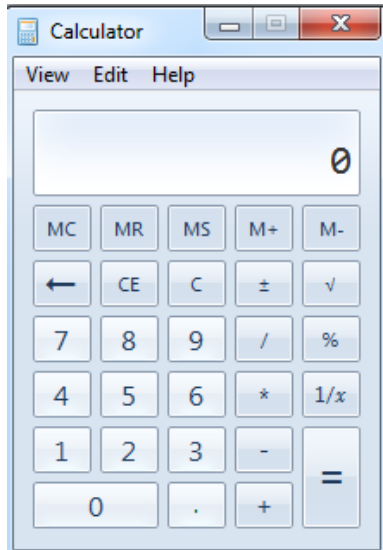 Calculator
View Edit Help
0
MC MR MS M+ M-
← CE C ± √
7 8 9 / %
4 5 6 * 1/x
1 2 3 - =
0 . +